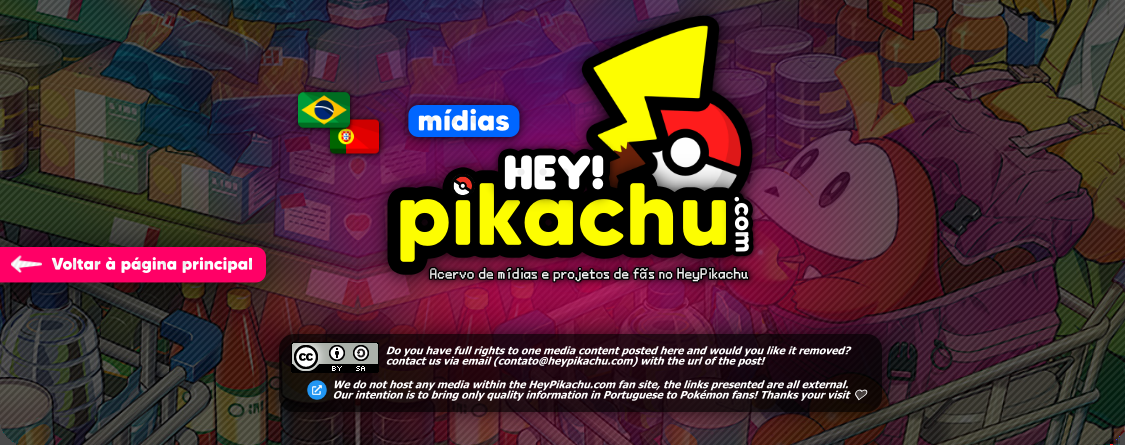 mídias
HEY!
pikachu
.com
Acervo de mídias e projetos de fãs no HeyPikachu
Voltar à página principal
cc
BY SA
Do you have full rights to one media content posted here and would you like it removed?
contact us via email (contato@heypikachu.com) with the url of the post!
We do not host any media within the HeyPikachu.com fan site, the links presented are all external.
Our intention is to bring only quality information in Portuguese to Pokémon fans! Thanks your visit